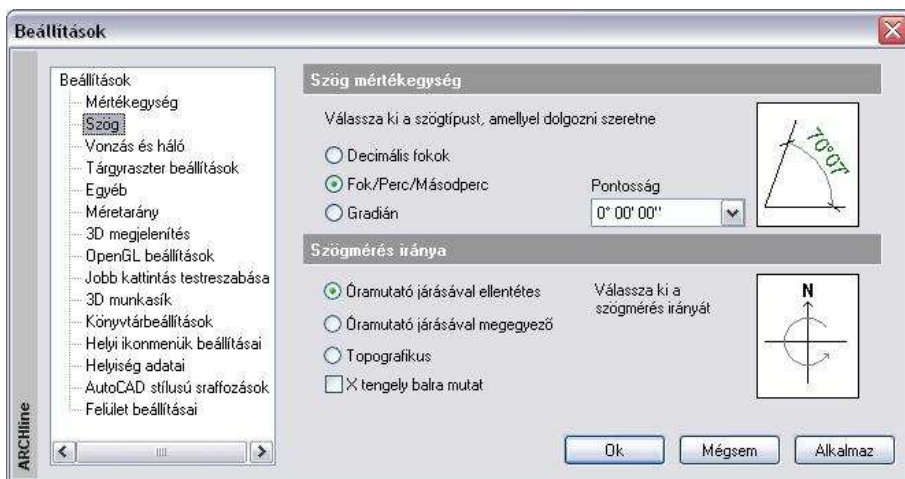 Beállítások
Beállítások
Mértékegység
Szög
Vonzás és háló
Tárgyraszter beállítások
Egyéb
Méretarány
3D megjelenítés
OpenGL beállítások
Jobb kattintás testreszabása
3D munkasík
Könyvtárbeállítások
Helyi ikonmenük beállításai
Helyiség adatai
AutoCAD stílusú sraffozások
Felület beállításai
ARCHline
Szög mértékegység
Válassza ki a szögtípust, amellyel dolgozni szeretne
Decimális fokok
Fok/Perc/Másodperc
Gradián
Pontosság
0° 00' 00''
70°07'
Szögmérés iránya
Óramutató járásával ellentétes
Óramutató járásával megegyező
Topografikus
X tengely balra mutat
Válassza ki a
szögmérés irányát
N
Ok
Mégsem
Alkalmaz